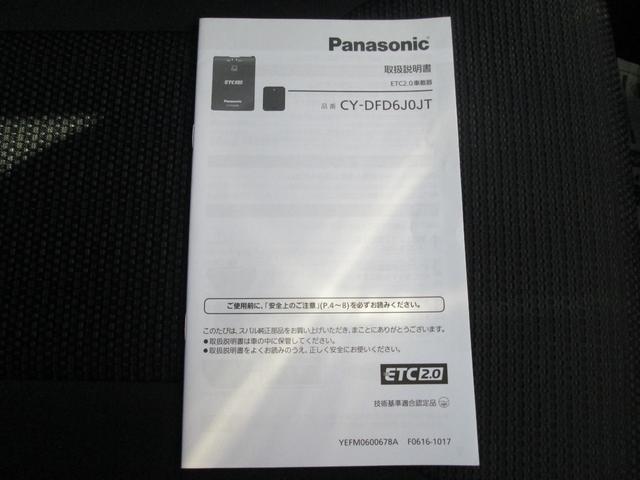 Panasonic
取扱説明書
ETC2.0車載器
品番 CY-DFD6J0JT
ETC2.0
Panasonic
ご使用前に、「安全上のご注意」(P.4~8)を必ずお読みください。
このたびは、スバル純正部品をお買い上げいただき、まことにありがとうございます。
●取扱説明書は車の中に保管してください。
●取扱説明書をよくお読みのうえ、正しく安全にお使いください。
ETC2.0
技術基準適合認定品
YEFM0600678A F0616-1017